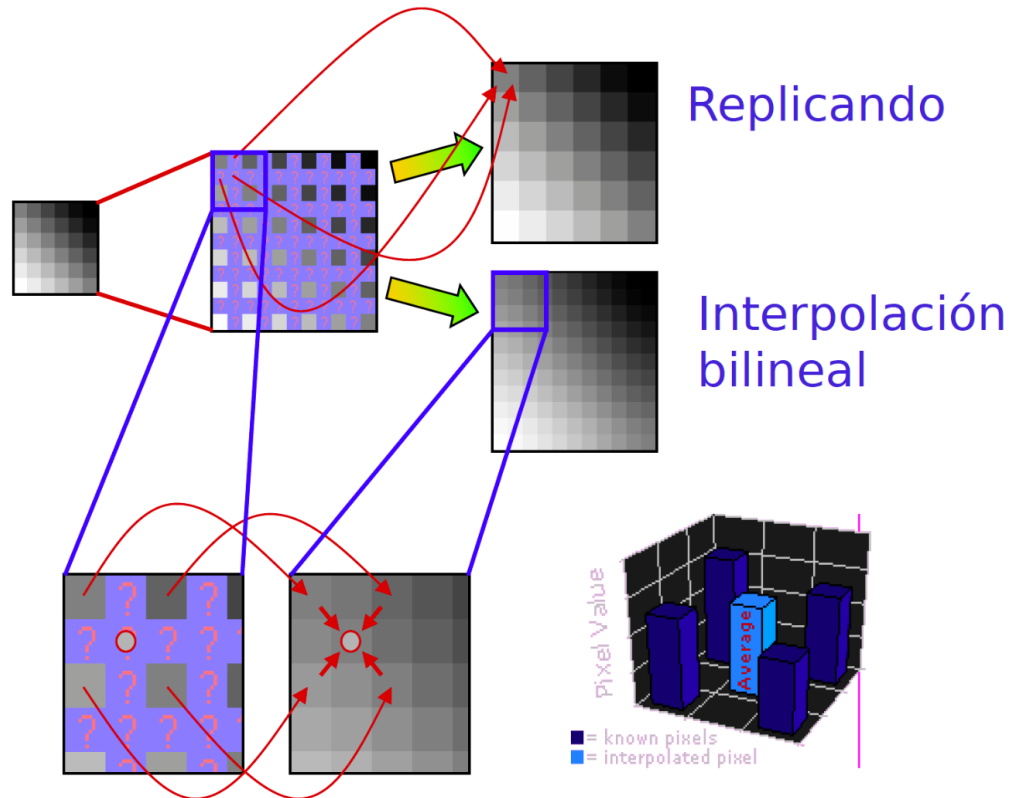 Replicando
Interpolación
bilineal
? ? ? ?
? ? ? ? ?
? ?
? ? ? ? ?
Pixel Value
Average
= known pixels
= interpolated pixel